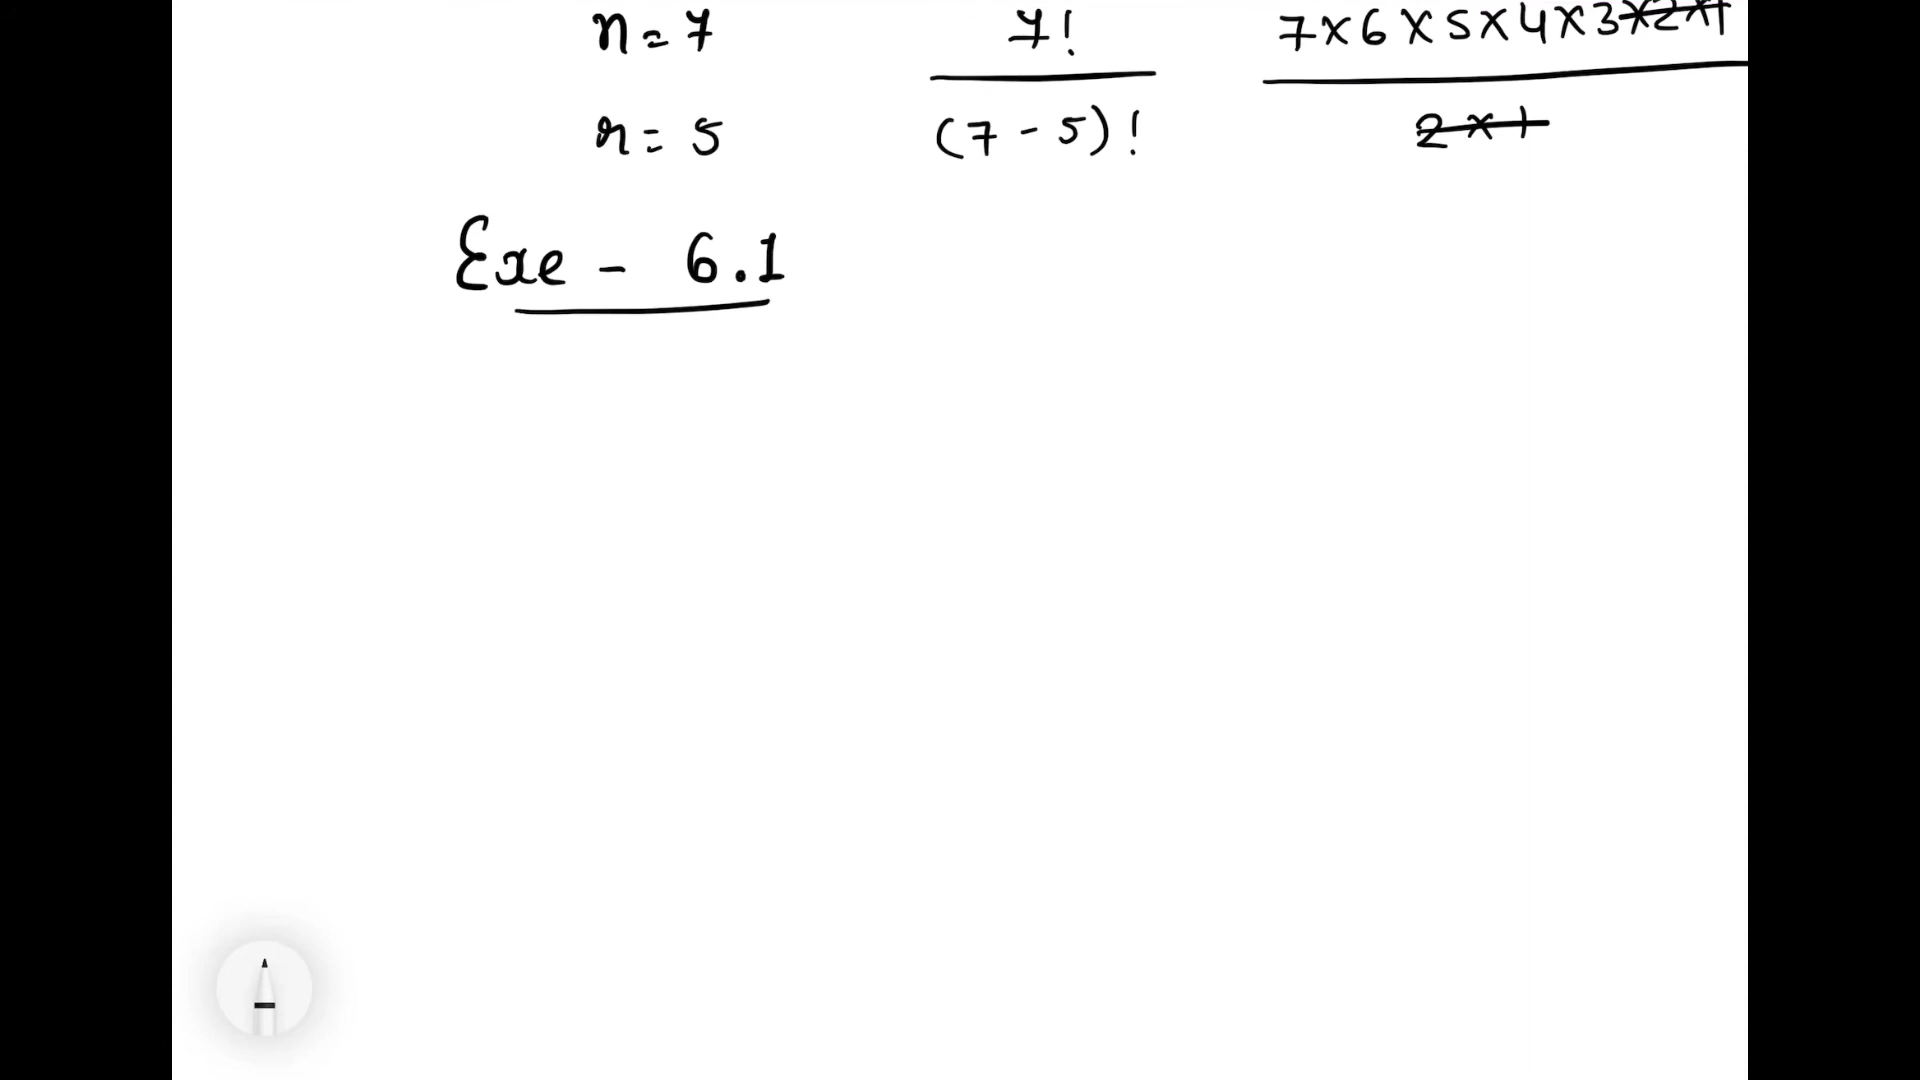 n = 7 7! 7 x 6 x 5 x 4 x 3 x 2 x 1
r = 5 (7 - 5)! 2 x 1
Exe - 6.1